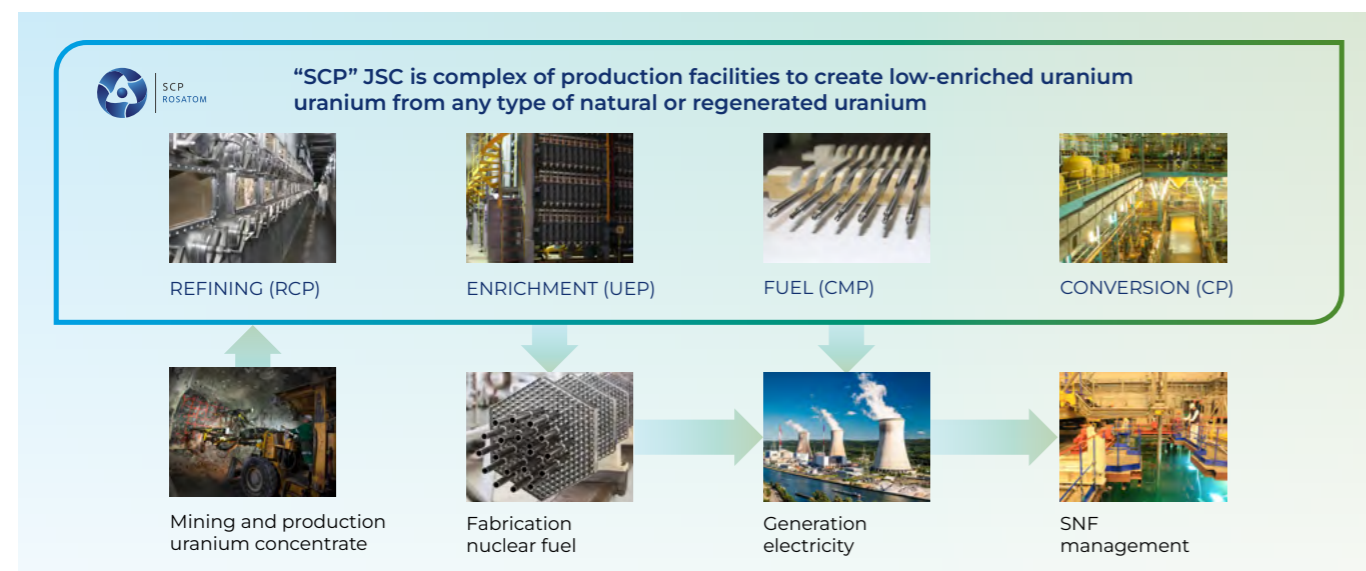 SCP
ROSATOM
“SCP” JSC is complex of production facilities to create low-enriched uranium
uranium from any type of natural or regenerated uranium
REFINING (RCP)
ENRICHMENT (UEP)
FUEL (CMP)
CONVERSION (CP)
Mining and production
uranium concentrate
Fabrication
nuclear fuel
Generation
electricity
SNF
management